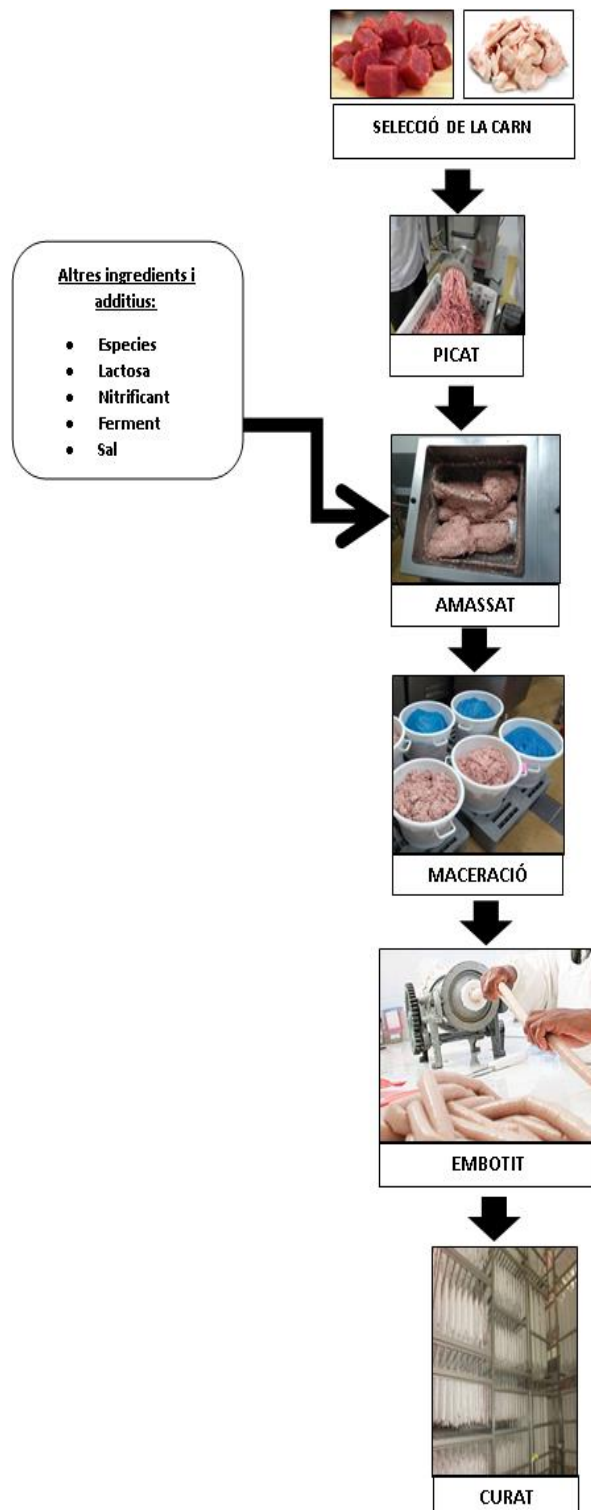 SELECCIÓ DE LA CARN
Altres ingredients i
additius:
• Especies
• Lactosa
• Nitrificant
• Ferment
• Sal
PICAT
AMASSAT
MACERACIÓ
EMBOTIT
CURAT